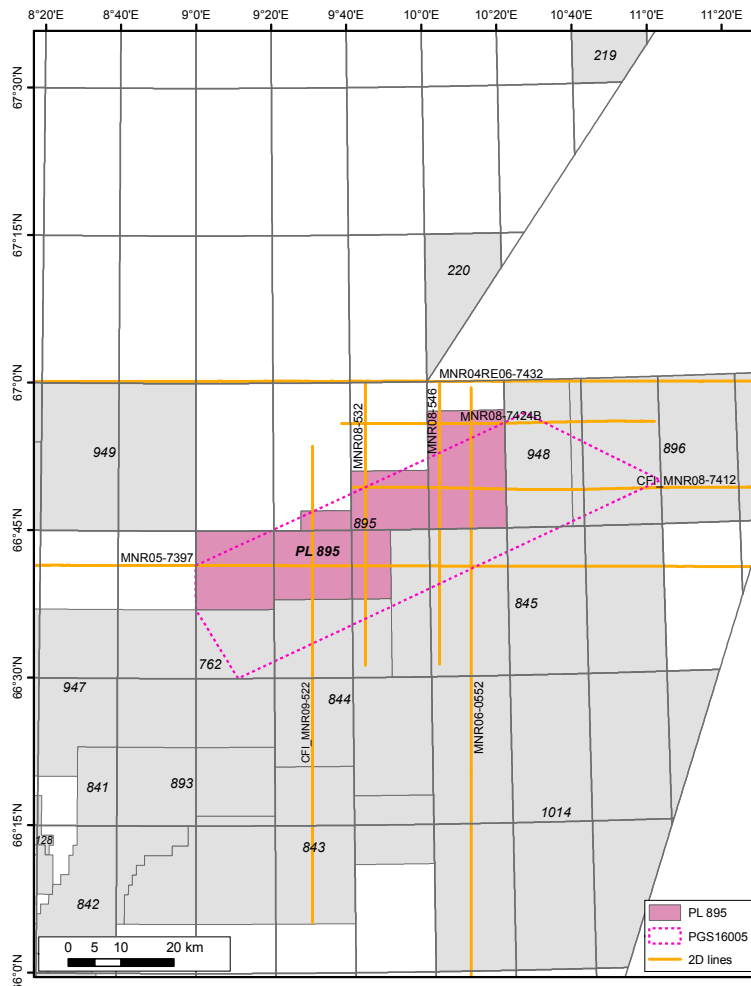 8°20'E 8°40'E 9°0'E 9°20'E 9°40'E 10°0'E 10°20'E 10°40'E 11°0'E 11°20'E
219
67°30'N
67°15'N
220
67°0'N
MNR04RE06-7432
MNR08-532
MNR08-546
MNR08-7424B
949
948
896
CFI_MNR08-7412
66°45'N
895
PL 895
MNR05-7397
845
762
66°30'N
947
844
CFI_MNR09-522
MNR06-0552
841
893
1014
66°15'N
128
843
842
PL 895
PGS16005
2D lines
0 5 10 20 km
66°0'N